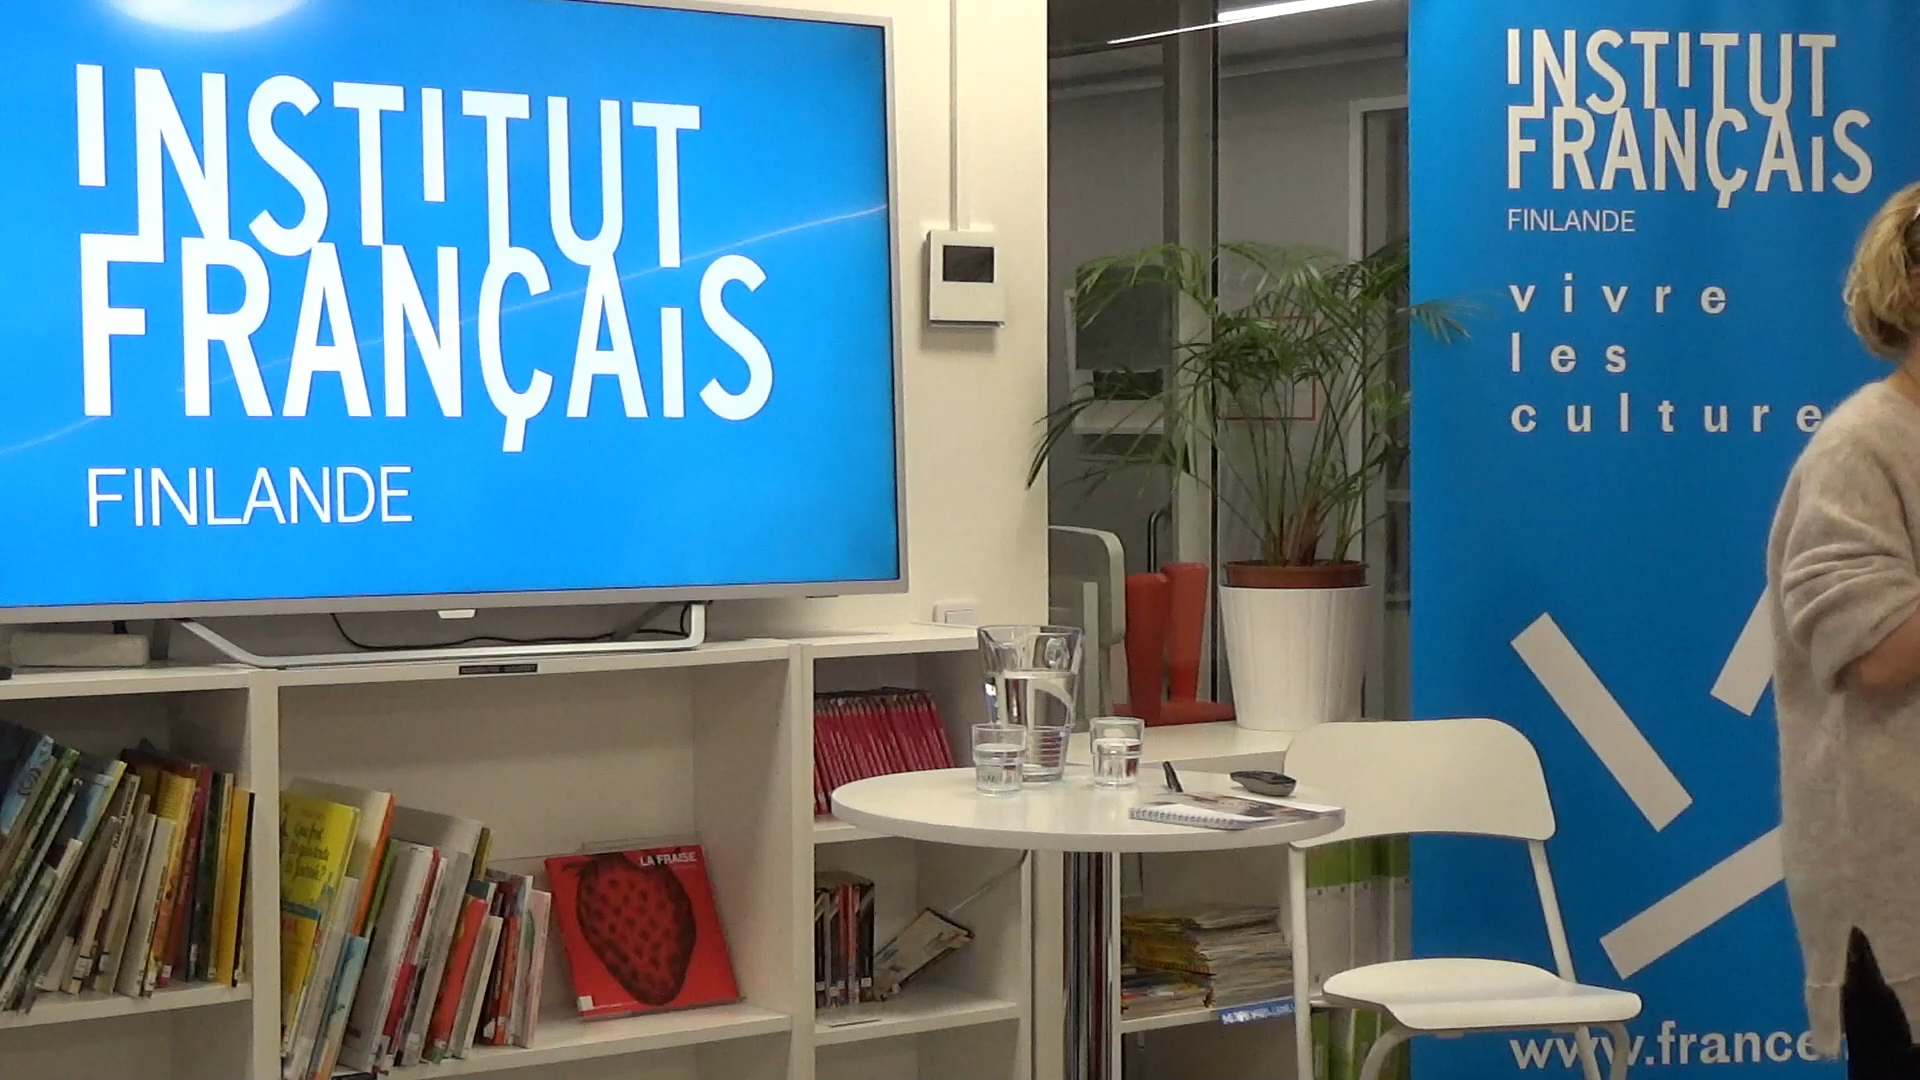 INSTITUT
FRANÇAIS
FINLANDE
INSTITUT
FRANÇAIS
FINLANDE
vivre
les
culture
www.france
LA FRAISE